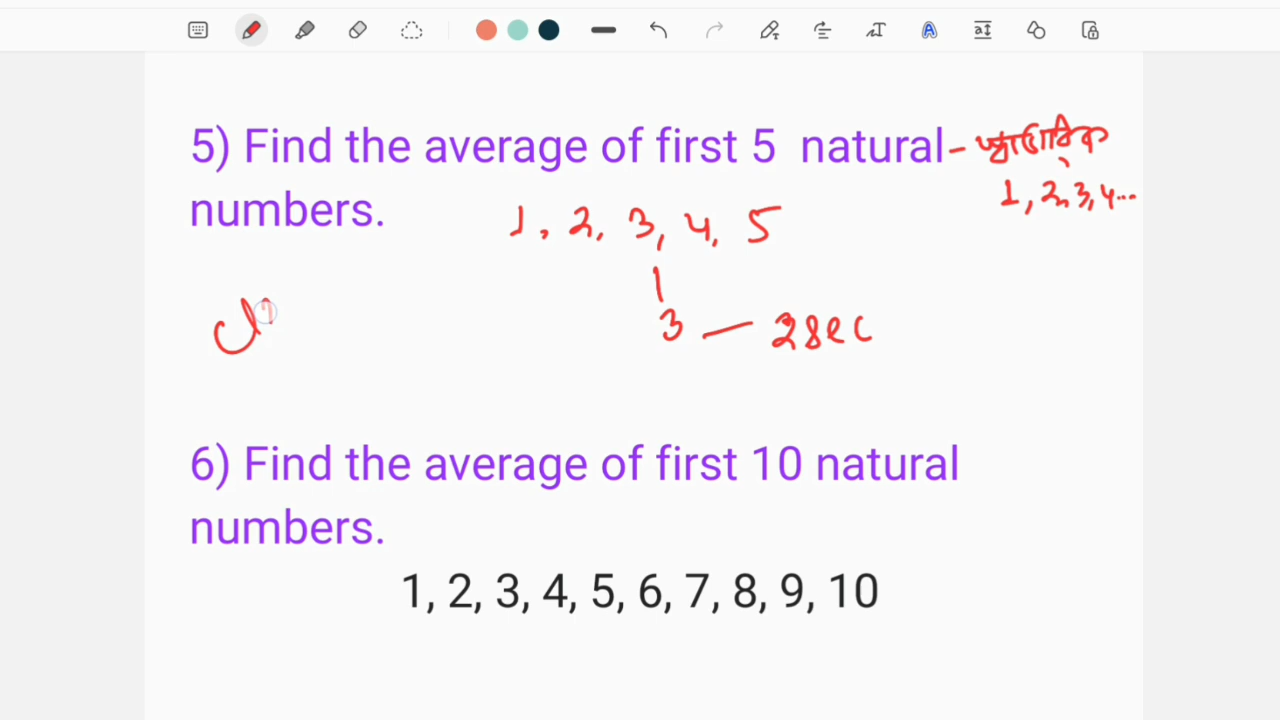 5) Find the average of first 5 natural
numbers.
1, 2, 3, 4...
1, 2, 3, 4, 5
3 — 2sec
6) Find the average of first 10 natural
numbers.
1, 2, 3, 4, 5, 6, 7, 8, 9, 10